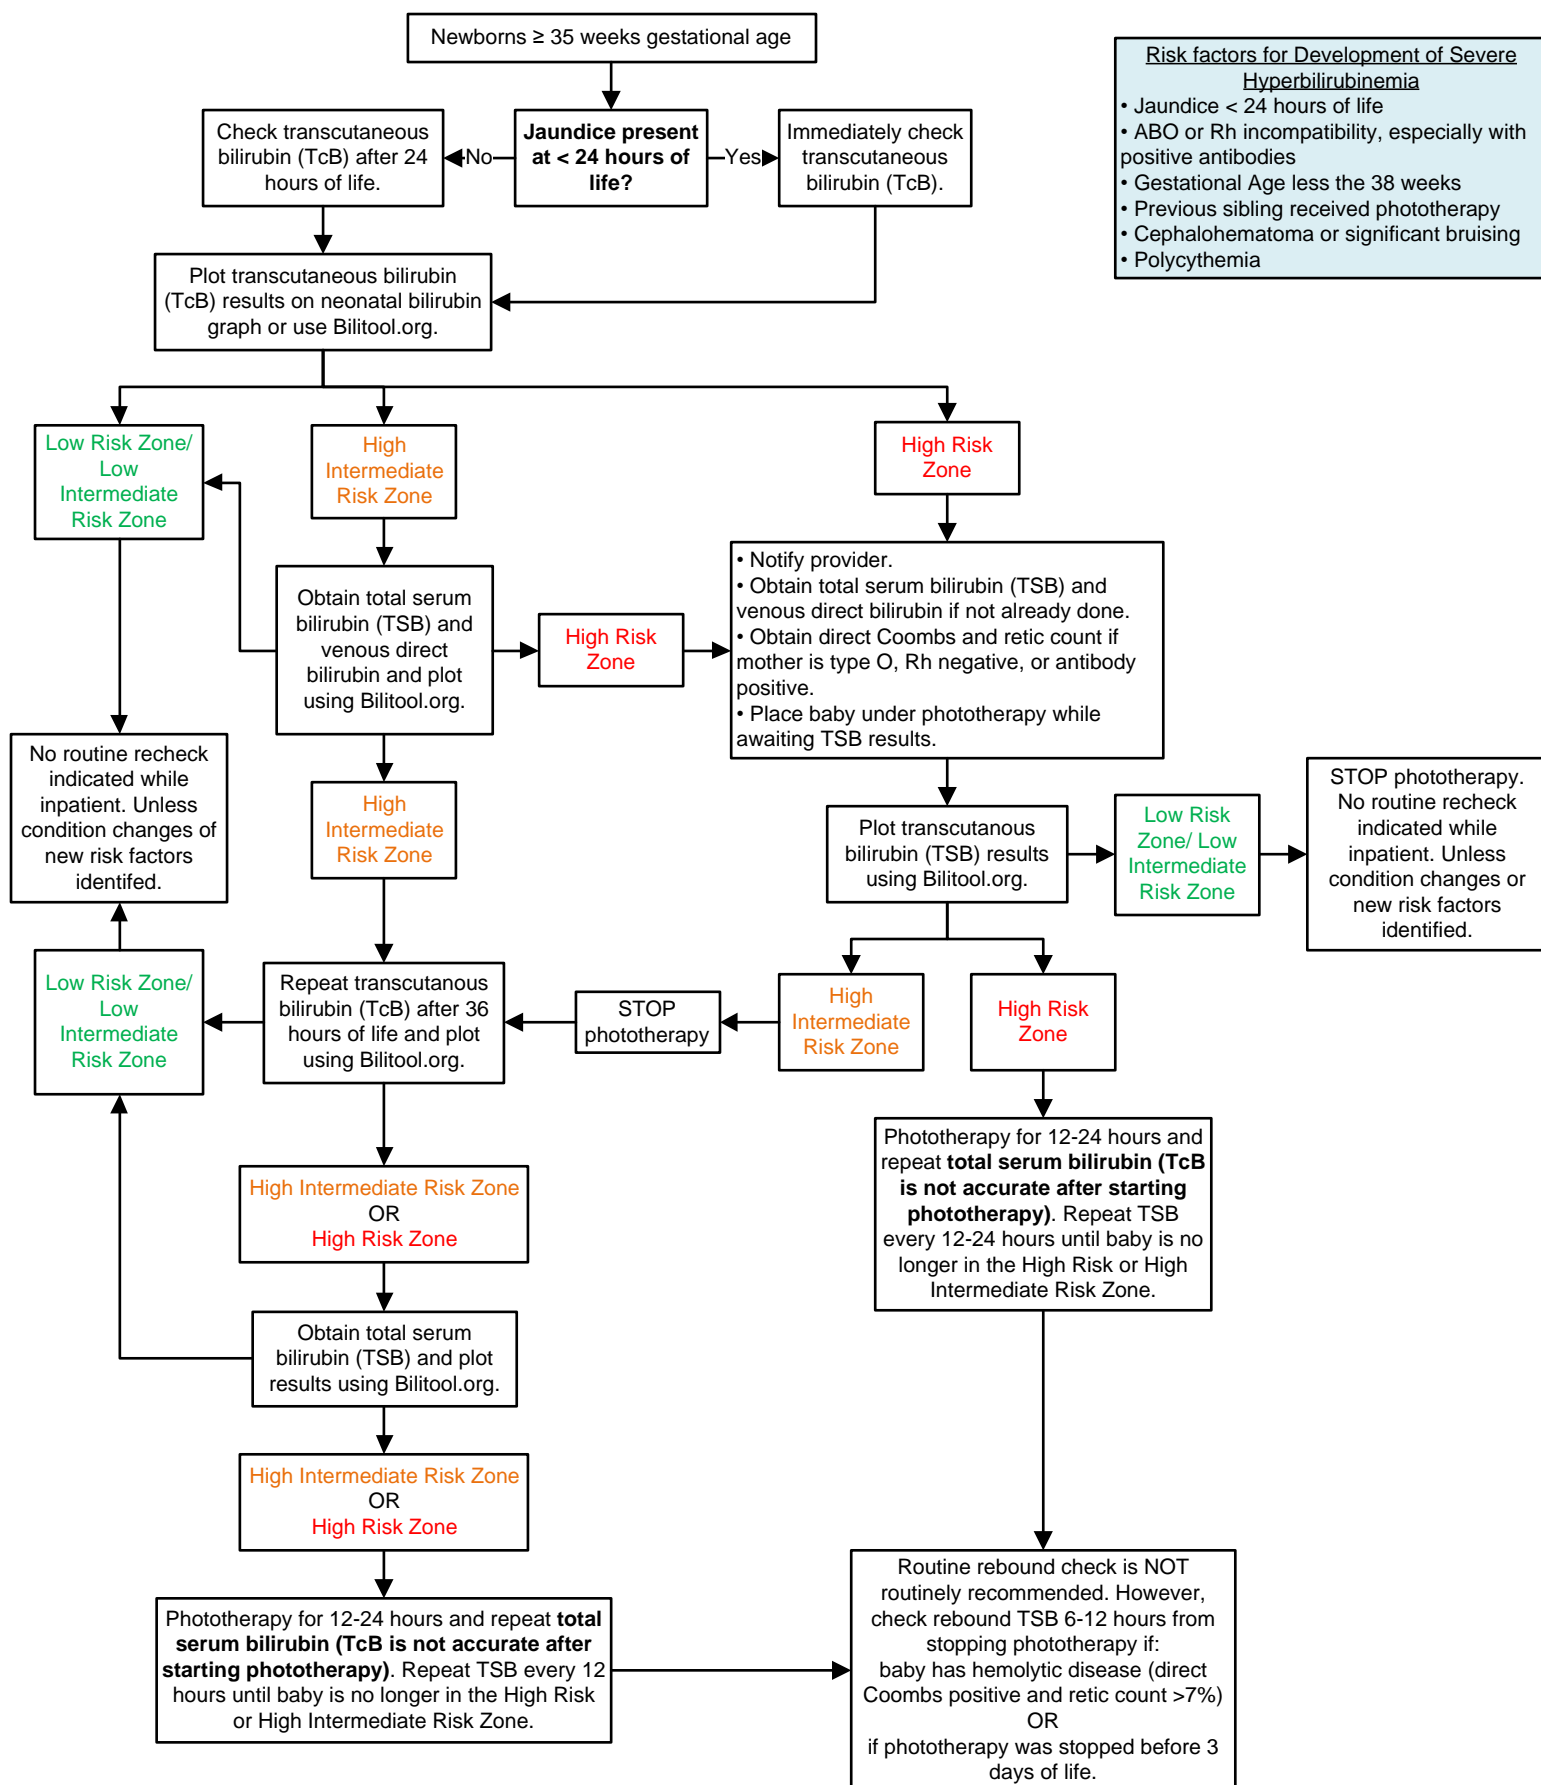 Newborns ≥ 35 weeks gestational age
Risk factors for Development of Severe
Hyperbilirubinemia
• Jaundice < 24 hours of life
• ABO or Rh incompatibility, especially with
positive antibodies
• Gestational Age less the 38 weeks
• Previous sibling received phototherapy
• Cephalohematoma or significant bruising
• Polycythemia
Check transcutaneous
bilirubin (TcB) after 24
hours of life.
No
Jaundice present
at < 24 hours of
life?
Yes
Immediately check
transcutaneous
bilirubin (TcB).
Plot transcutaneous bilirubin
(TcB) results on neonatal bilirubin
graph or use Bilitool.org.
Low Risk Zone/
Low
Intermediate
Risk Zone
High
Intermediate
Risk Zone
High Risk
Zone
Obtain total serum
bilirubin (TSB) and
venous direct
bilirubin and plot
using Bilitool.org.
High Risk
Zone
• Notify provider.
• Obtain total serum bilirubin (TSB) and
venous direct bilirubin if not already done.
• Obtain direct Coombs and retic count if
mother is type O, Rh negative, or antibody
positive.
• Place baby under phototherapy while
awaiting TSB results.
No routine recheck
indicated while
inpatient. Unless
condition changes of
new risk factors
identifed.
High
Intermediate
Risk Zone
Plot transcutanous
bilirubin (TSB) results
using Bilitool.org.
Low Risk
Zone/ Low
Intermediate
Risk Zone
STOP phototherapy.
No routine recheck
indicated while
inpatient. Unless
condition changes or
new risk factors
identified.
Low Risk Zone/
Low
Intermediate
Risk Zone
Repeat transcutanous
bilirubin (TcB) after 36
hours of life and plot
using Bilitool.org.
STOP
phototherapy
High
Intermediate
Risk Zone
High Risk
Zone
Phototherapy for 12-24 hours and
repeat total serum bilirubin (TcB
is not accurate after starting
phototherapy). Repeat TSB
every 12-24 hours until baby is no
longer in the High Risk or High
Intermediate Risk Zone.
High Intermediate Risk Zone
OR
High Risk Zone
Obtain total serum
bilirubin (TSB) and plot
results using Bilitool.org.
High Intermediate Risk Zone
OR
High Risk Zone
Phototherapy for 12-24 hours and repeat total
serum bilirubin (TcB is not accurate after
starting phototherapy). Repeat TSB every 12
hours until baby is no longer in the High Risk
or High Intermediate Risk Zone.
Routine rebound check is NOT
routinely recommended. However,
check rebound TSB 6-12 hours from
stopping phototherapy if:
baby has hemolytic disease (direct
Coombs positive and retic count >7%)
OR
if phototherapy was stopped before 3
days of life.